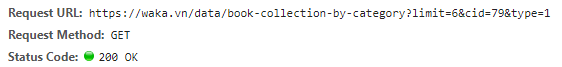 Request URL: https://waka.vn/data/book-collection-by-category?limit=6&cid=79&type=1
Request Method: GET
Status Code: 200 OK